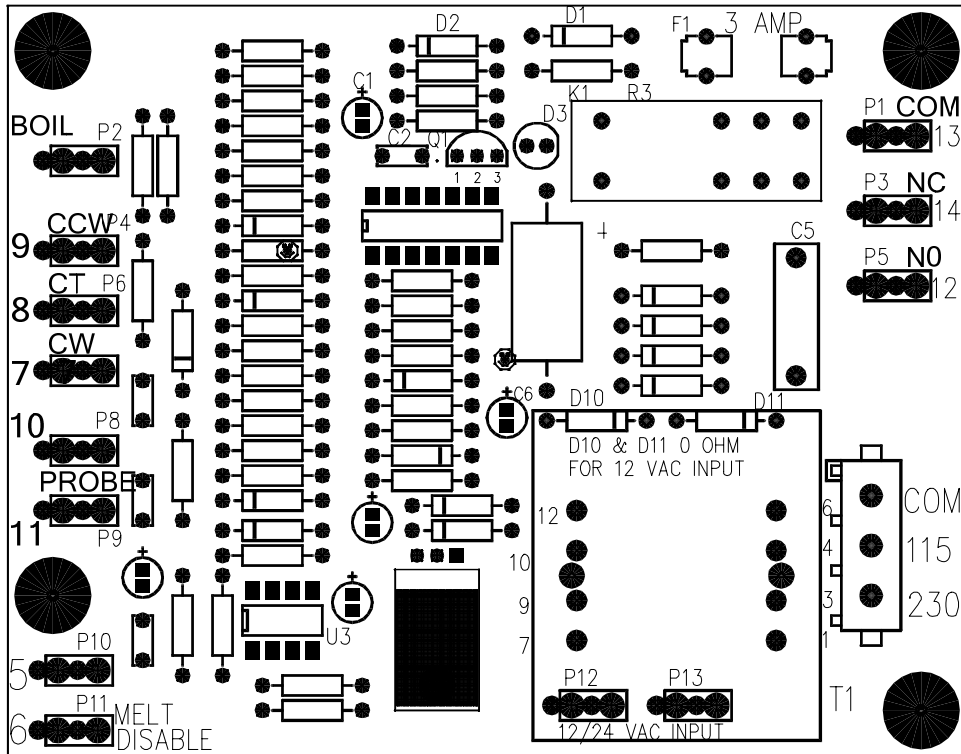 D2
D1
F1
3 AMP
C1
K1
R3
P1
COM
13
BOIL
P2
D3
C2
Q1
1 2 3
P3
NC
14
CCW
P4
9
+
C5
P5
N0
12
CT
P6
8
CW
7
C6
D10
D11
10
P8
D10 & D11 0 OHM
FOR 12 VAC INPUT
PROBE
11
P9
12
6
COM
10
4
115
9
3
230
7
1
U3
P10
5
P12
P13
T1
P11
6
MELT
DISABLE
12/24 VAC INPUT